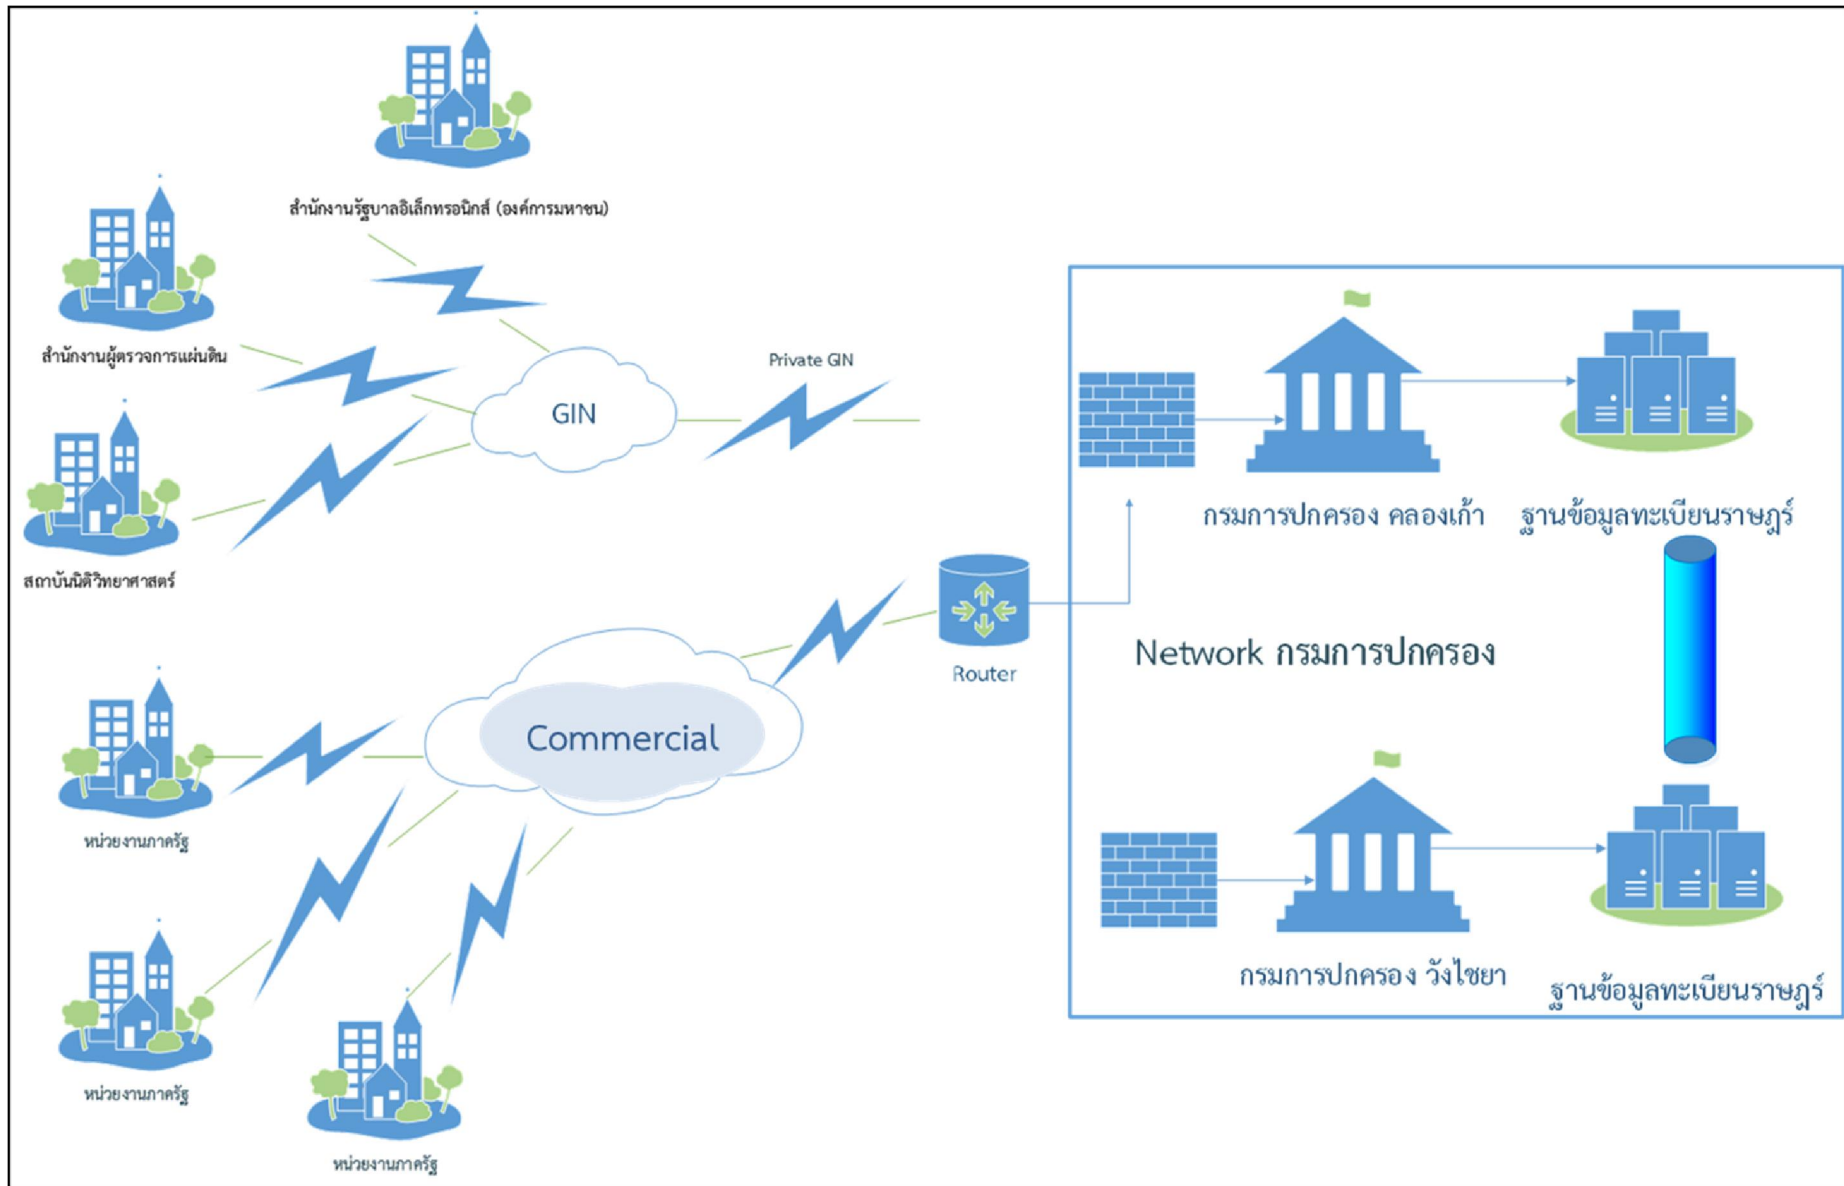 สำนักงานรัฐบาลอิเล็กทรอนิกส์ (องค์การมหาชน)
สำนักงานผู้ตรวจการแผ่นดิน
Private GIN
GIN
สถาบันนิติวิทยาศาสตร์
กรมการปกครอง คลองเก้า
ฐานข้อมูลทะเบียนราษฎร์
Router
Network กรมการปกครอง
Commercial
หน่วยงานภาครัฐ
กรมการปกครอง วังไชยา
ฐานข้อมูลทะเบียนราษฎร์
หน่วยงานภาครัฐ
หน่วยงานภาครัฐ